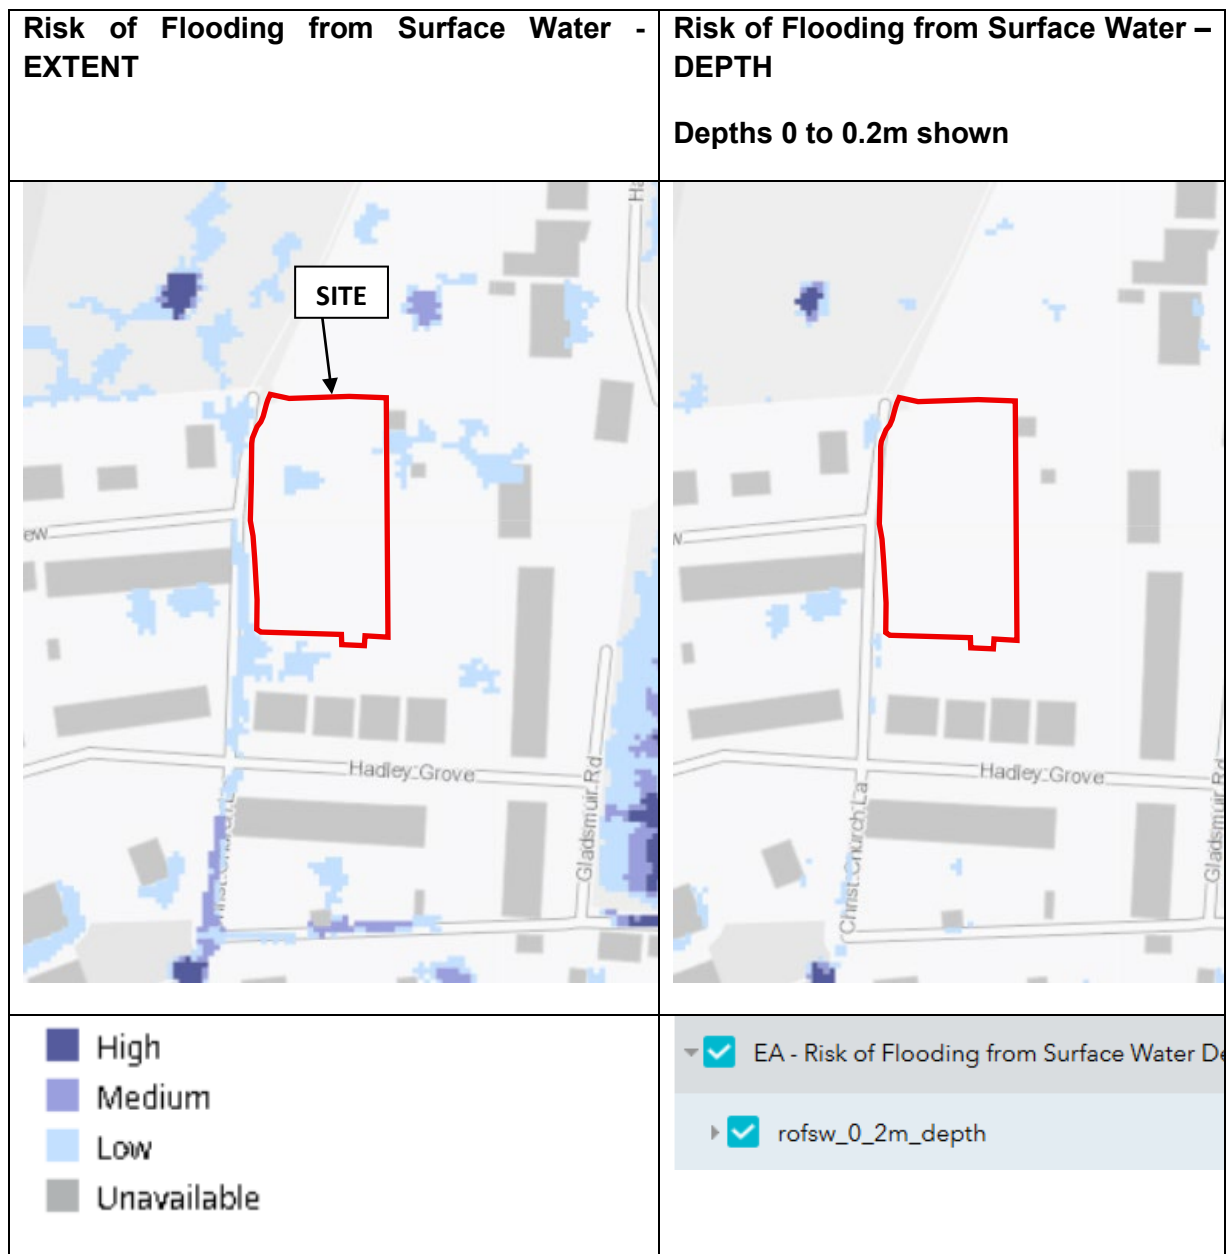 Risk of Flooding from Surface Water -
EXTENT
Risk of Flooding from Surface Water –
DEPTH
Depths 0 to 0.2m shown
Ha
SITE
ew
Hadley Grove
Gladsmuir Rd
w
Hadley Grove
Christ Church La
Gladsmuir
High
Medium
Low
Unavailable
EA - Risk of Flooding from Surface Water De
rofsw_0_2m_depth